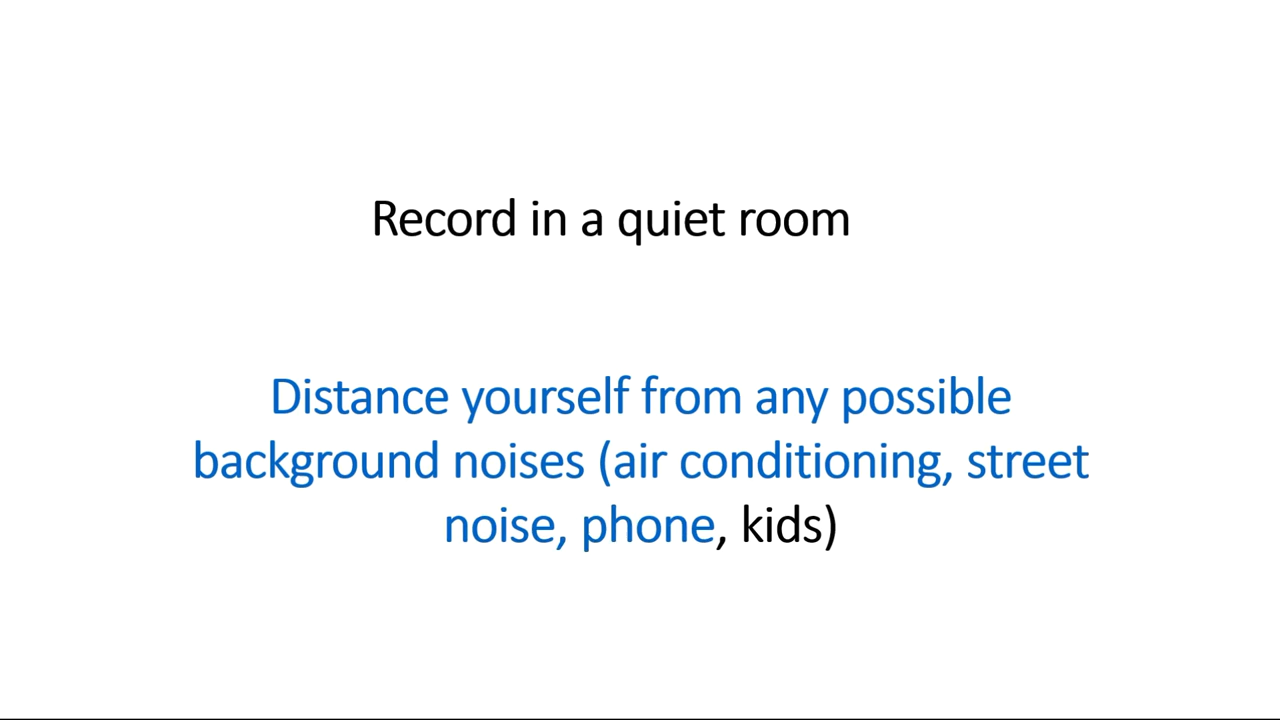 Record in a quiet room
Distance yourself from any possible
background noises (air conditioning, street
noise, phone, kids)